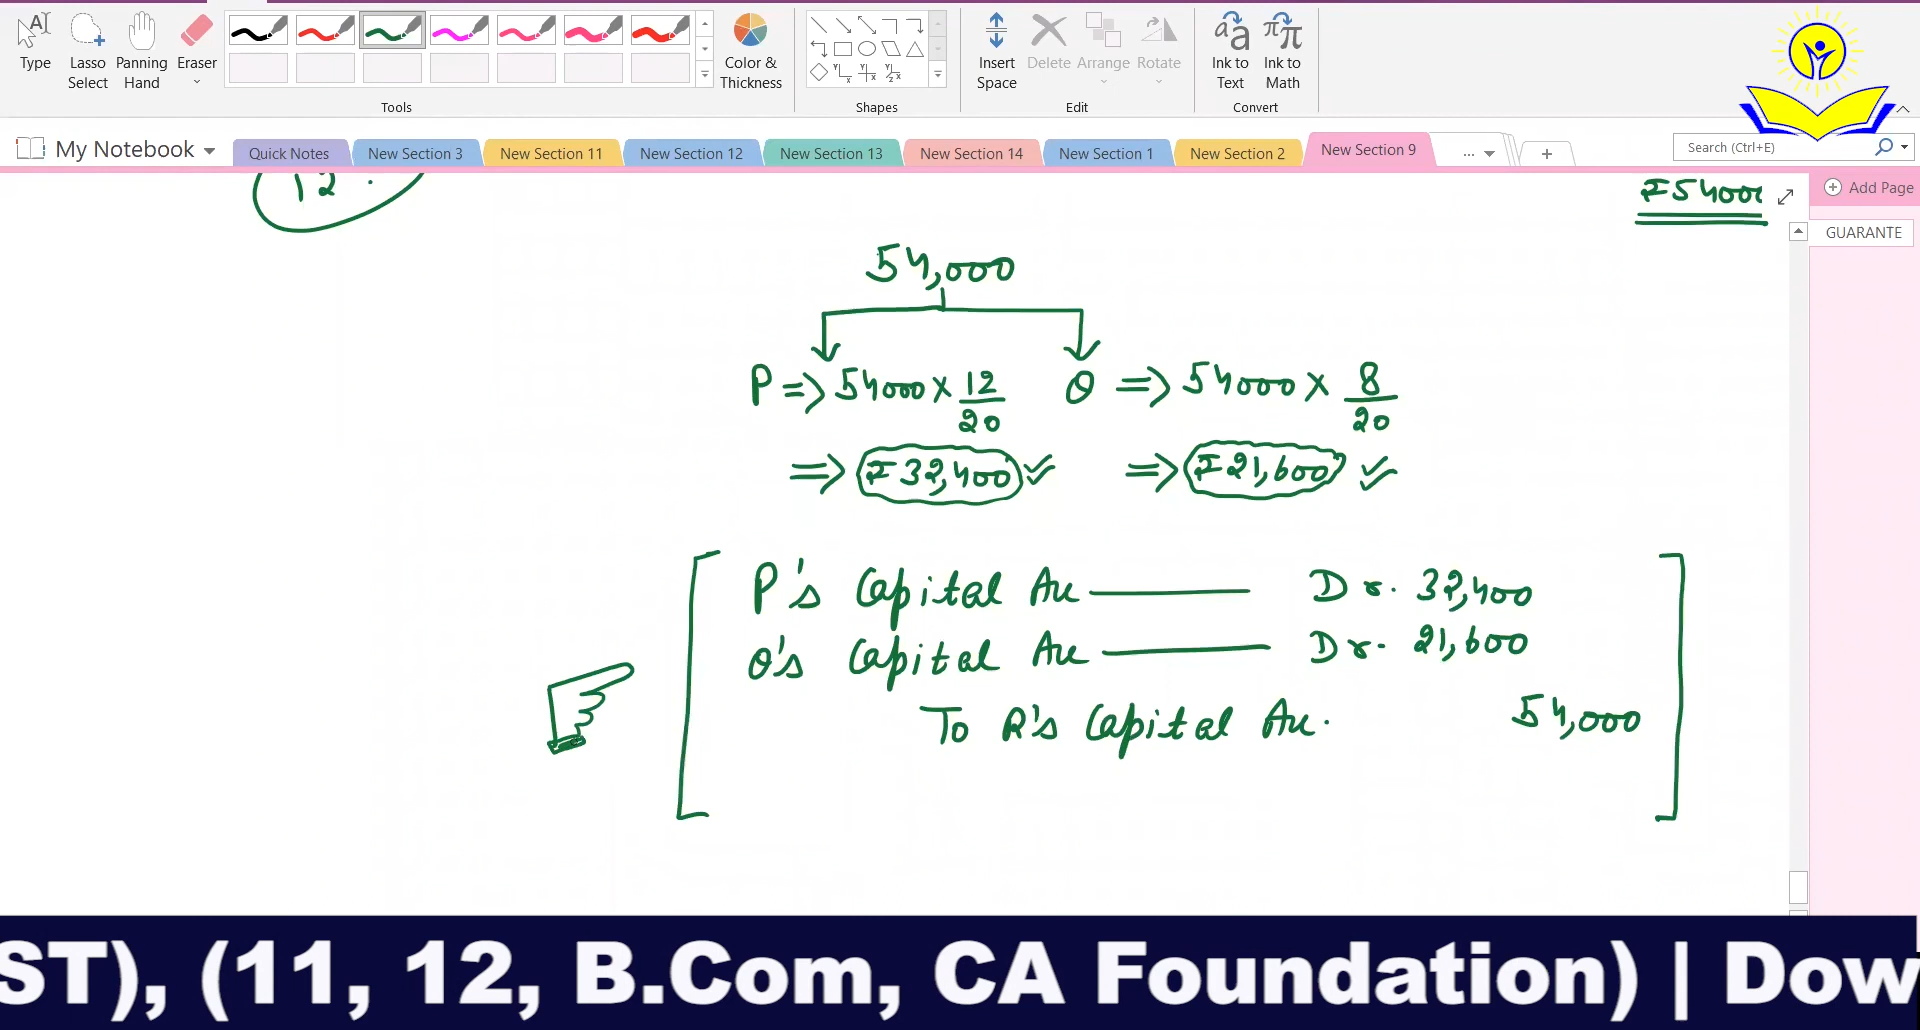 Type
Lasso Select
Panning Hand
Eraser
Color & Thickness
Insert Space
Delete
Arrange
Rotate
Ink to Text
Ink to Math
Tools
Shapes
Edit
Convert
My Notebook
Quick Notes
New Section 3
New Section 11
New Section 12
New Section 13
New Section 14
New Section 1
New Section 2
New Section 9
...
Search (Ctrl+E)
Add Page
GUARANTE
12
₹54000
54,000
P => 54000 × 12/20
Q => 54000 × 8/20
=> ₹32,400
=> ₹21,600
P's Capital A/c Dr. 32,400
Q's Capital A/c Dr. 21,600
To R's Capital A/c. 54,000
ST), (11, 12, B.Com, CA Foundation) | Dow